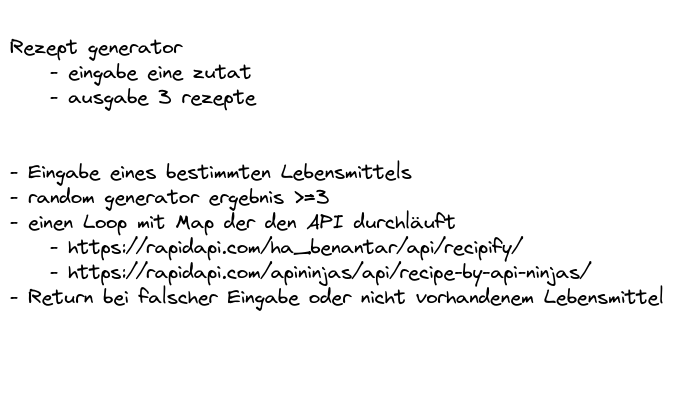 Rezept generator
- eingabe eine zutat
- ausgabe 3 rezepte
- Eingabe eines bestimmten Lebensmittels
- random generator ergebnis >=3
- einen Loop mit Map der den API durchläuft
- https://rapidapi.com/ha_benantar/api/recipify/
- https://rapidapi.com/apininjas/api/recipe-by-api-ninjas/
- Return bei falscher Eingabe oder nicht vorhandenem Lebensmittel